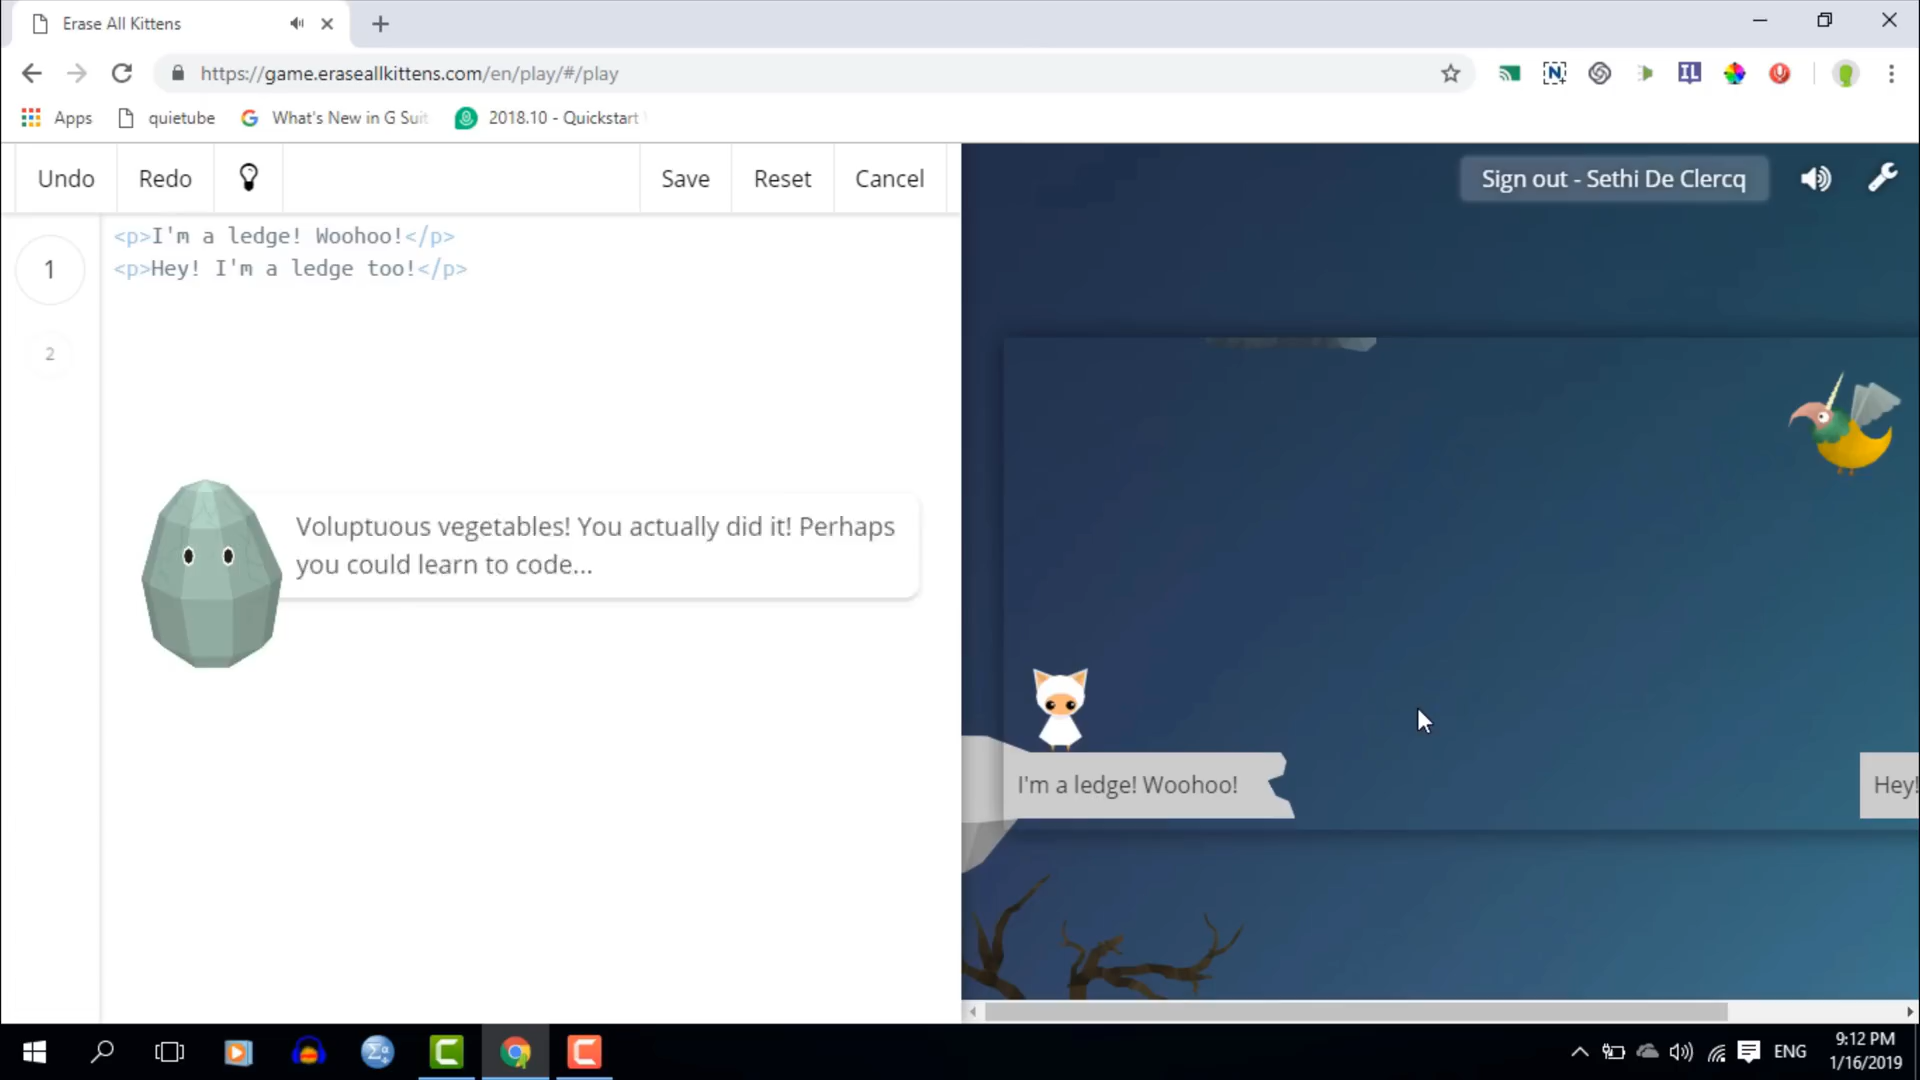 Erase All Kittens
https://game.eraseallkittens.com/en/play/#/play
Apps
quietube
What's New in G Suit
2018.10 - Quickstart
Undo
Redo
Save
Reset
Cancel
Sign out - Sethi De Clercq
1
<p>I'm a ledge! Woohoo!</p>
<p>Hey! I'm a ledge too!</p>
2
Voluptuous vegetables! You actually did it! Perhaps
you could learn to code...
I'm a ledge! Woohoo!
Hey!
ENG
9:12 PM
1/16/2019